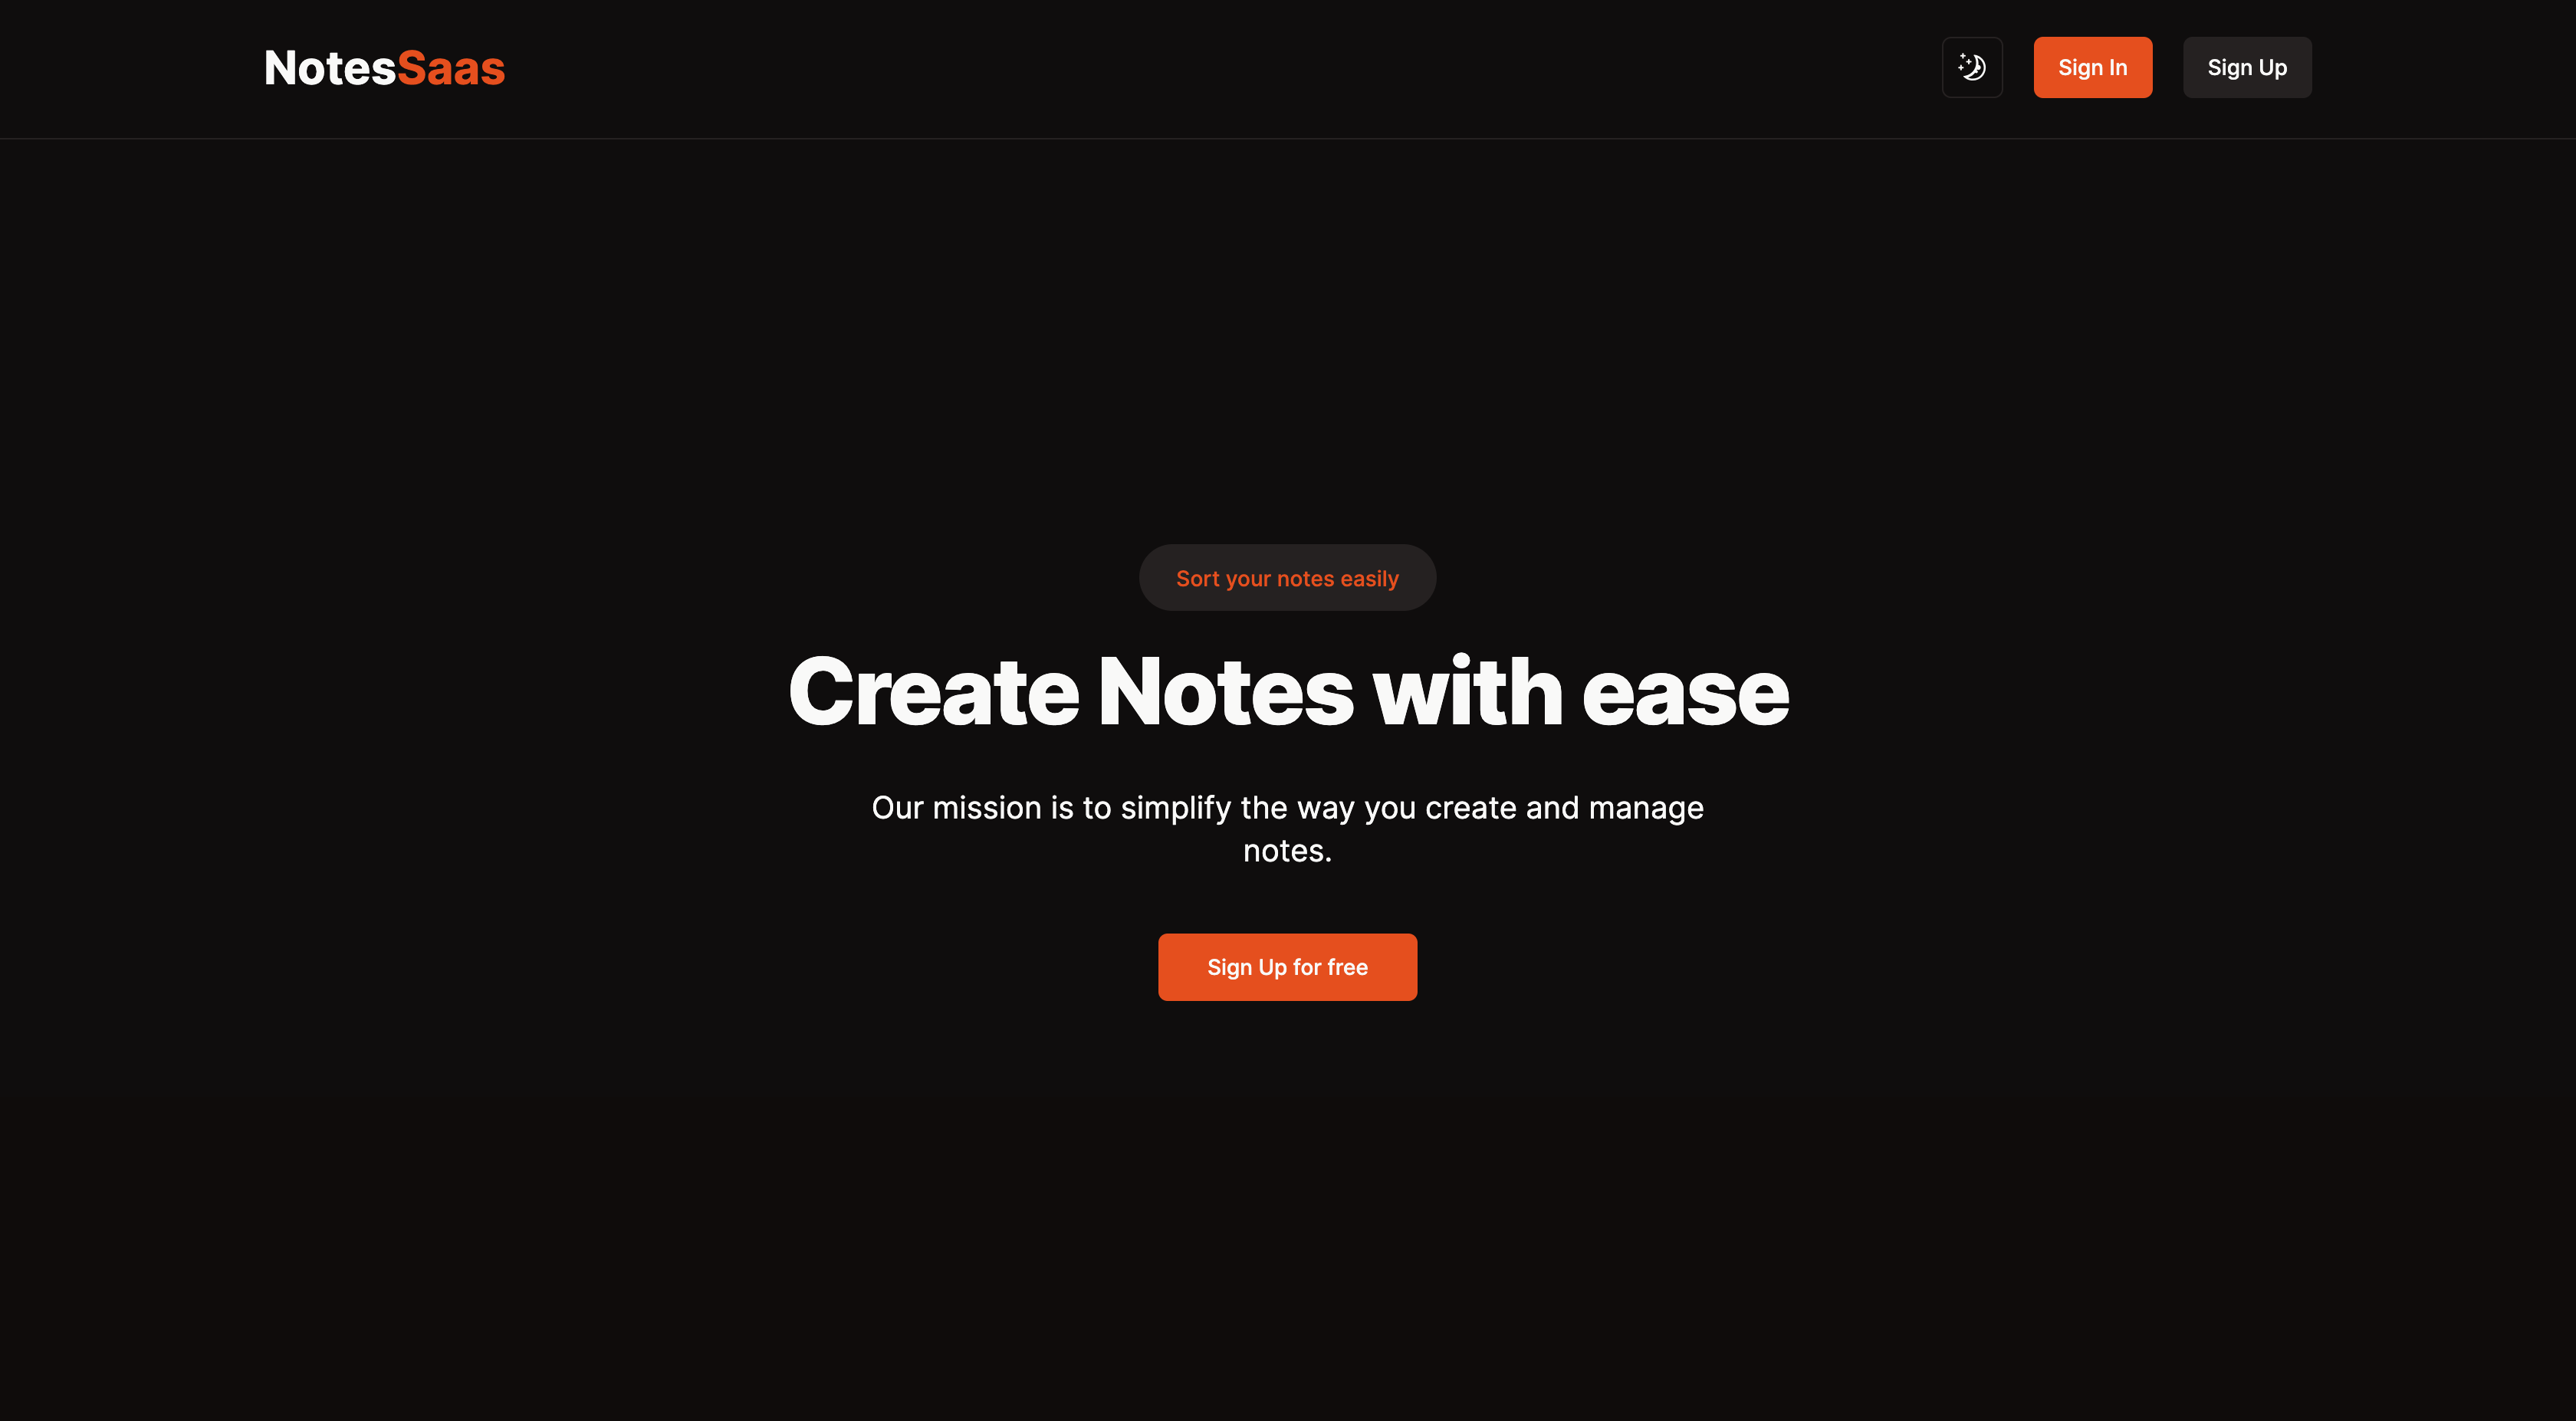 NotesSaas
Sign In
Sign Up
Sort your notes easily
Create Notes with ease
Our mission is to simplify the way you create and manage
notes.
Sign Up for free